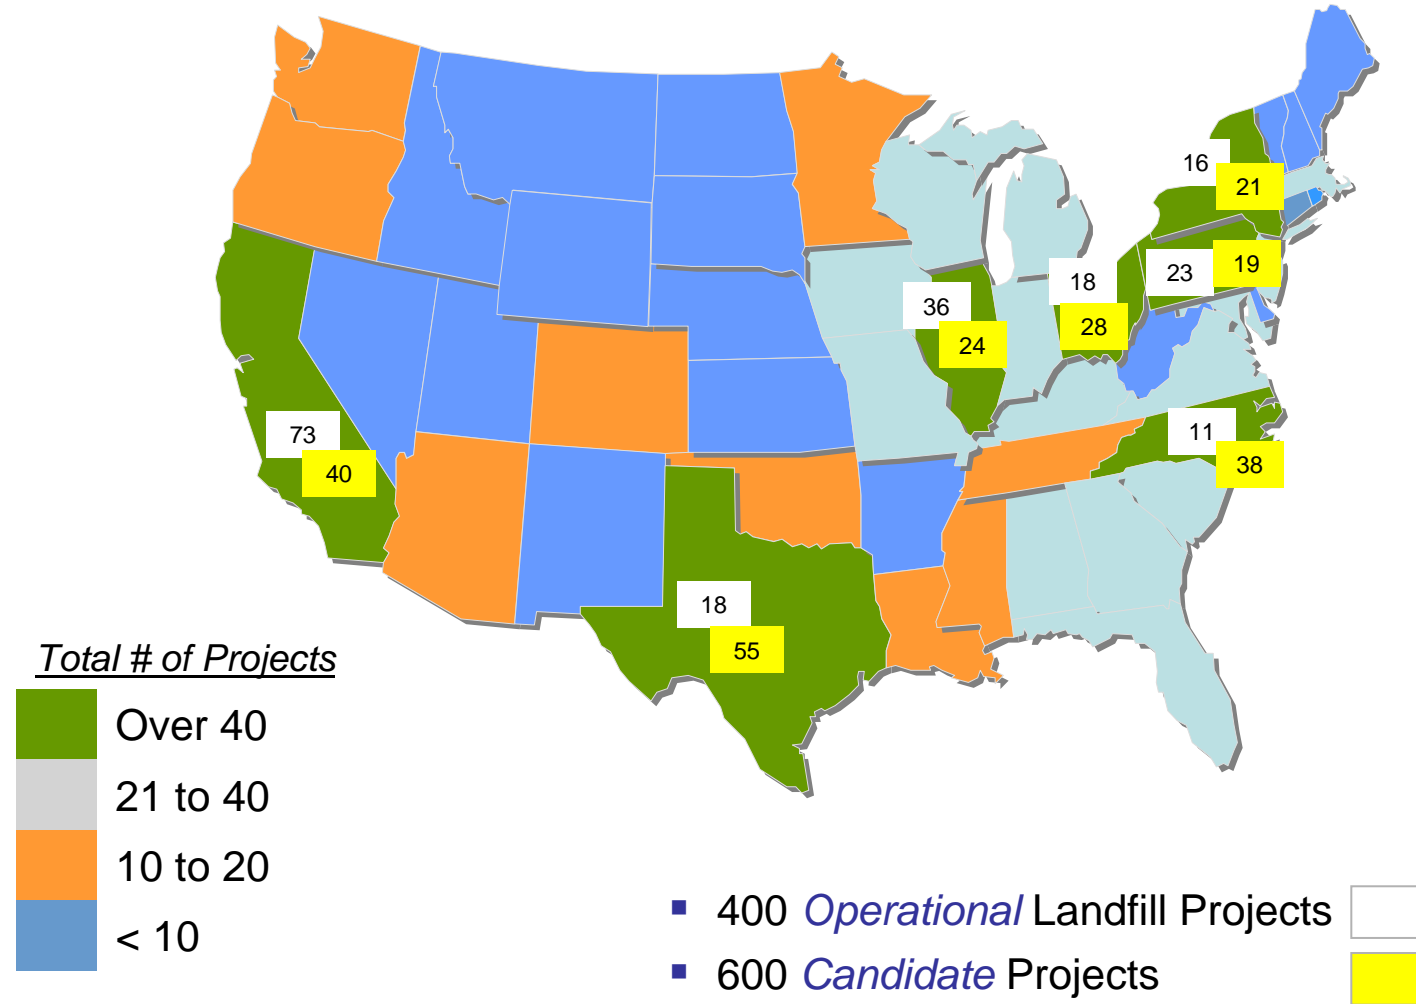 16
21
23
19
18
28
36
24
11
38
73
40
18
55
Total # of Projects
Over 40
21 to 40
10 to 20
< 10
▪ 400 Operational Landfill Projects
▪ 600 Candidate Projects